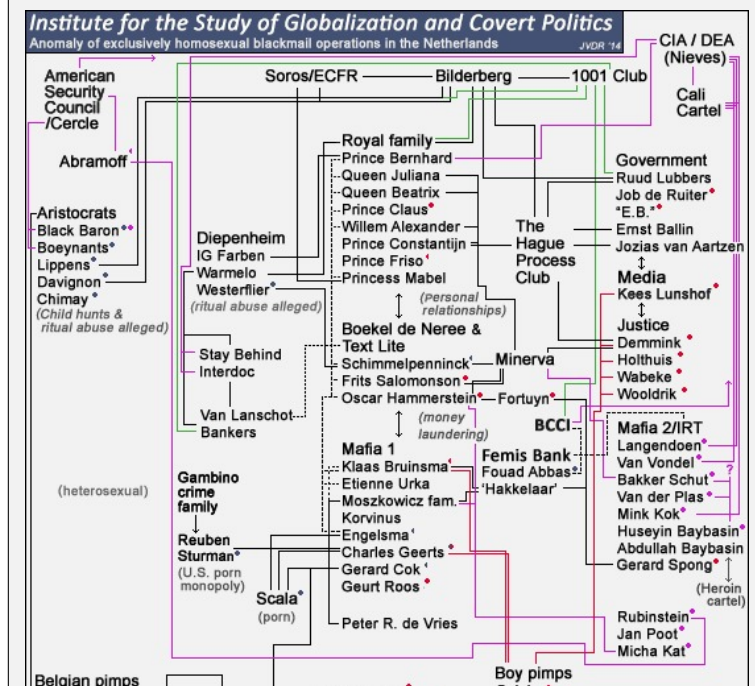 Institute for the Study of Globalization and Covert Politics
Anomaly of exclusively homosexual blackmail operations in the Netherlands
JVDR '14
CIA / DEA
(Nieves)
American
Security
Council
/Cercle
Soros/ECFR
Bilderberg
1001 Club
Cali
Cartel
Abramoff
Royal family
Prince Bernhard
Queen Juliana
Queen Beatrix
Prince Claus
Willem Alexander
Prince Constantijn
Prince Friso
Princess Mabel
Government
Ruud Lubbers
Job de Ruiter
"E.B."
Ernst Ballin
Jozias van Aartzen
Aristocrats
Black Baron
Boeynants
Lippens
Davignon
Chimay
(Child hunts &
ritual abuse alleged)
Diepenheim
IG Farben
Warmelo
Westerflier
(ritual abuse alleged)
The
Hague
Process
Club
(Personal
relationships)
Media
Kees Lunshof
Justice
Demmink
Holthuis
Wabeke
Wooldrik
Boekel de Neree &
Text Lite
Schimmelpenninck
Frits Salomonson
Oscar Hammerstein
Minerva
Fortuyn
Stay Behind
Interdoc
Van Lanschot
Bankers
(money
laundering)
BCCI
Femis Bank
Fouad Abbas
'Hakkelaar'
Mafia 2/IRT
Langendoen
Van Vondel
Bakker Schut
?
Van der Plas
Mink Kok
Huseyin Baybasin
Abdullah Baybasin
Gerard Spong
(Heroin
cartel)
Mafia 1
Klaas Bruinsma
Etienne Urka
Moszkowicz fam.
Korvinus
Engelsma
Charles Geerts
Gerard Cok
Geurt Roos
Peter R. de Vries
(heterosexual)
Gambino
crime
family
Reuben
Sturman
(U.S. porn
monopoly)
Scala
(porn)
Rubinstein
Jan Poot
Micha Kat
Boy pimps
Belgian pimps